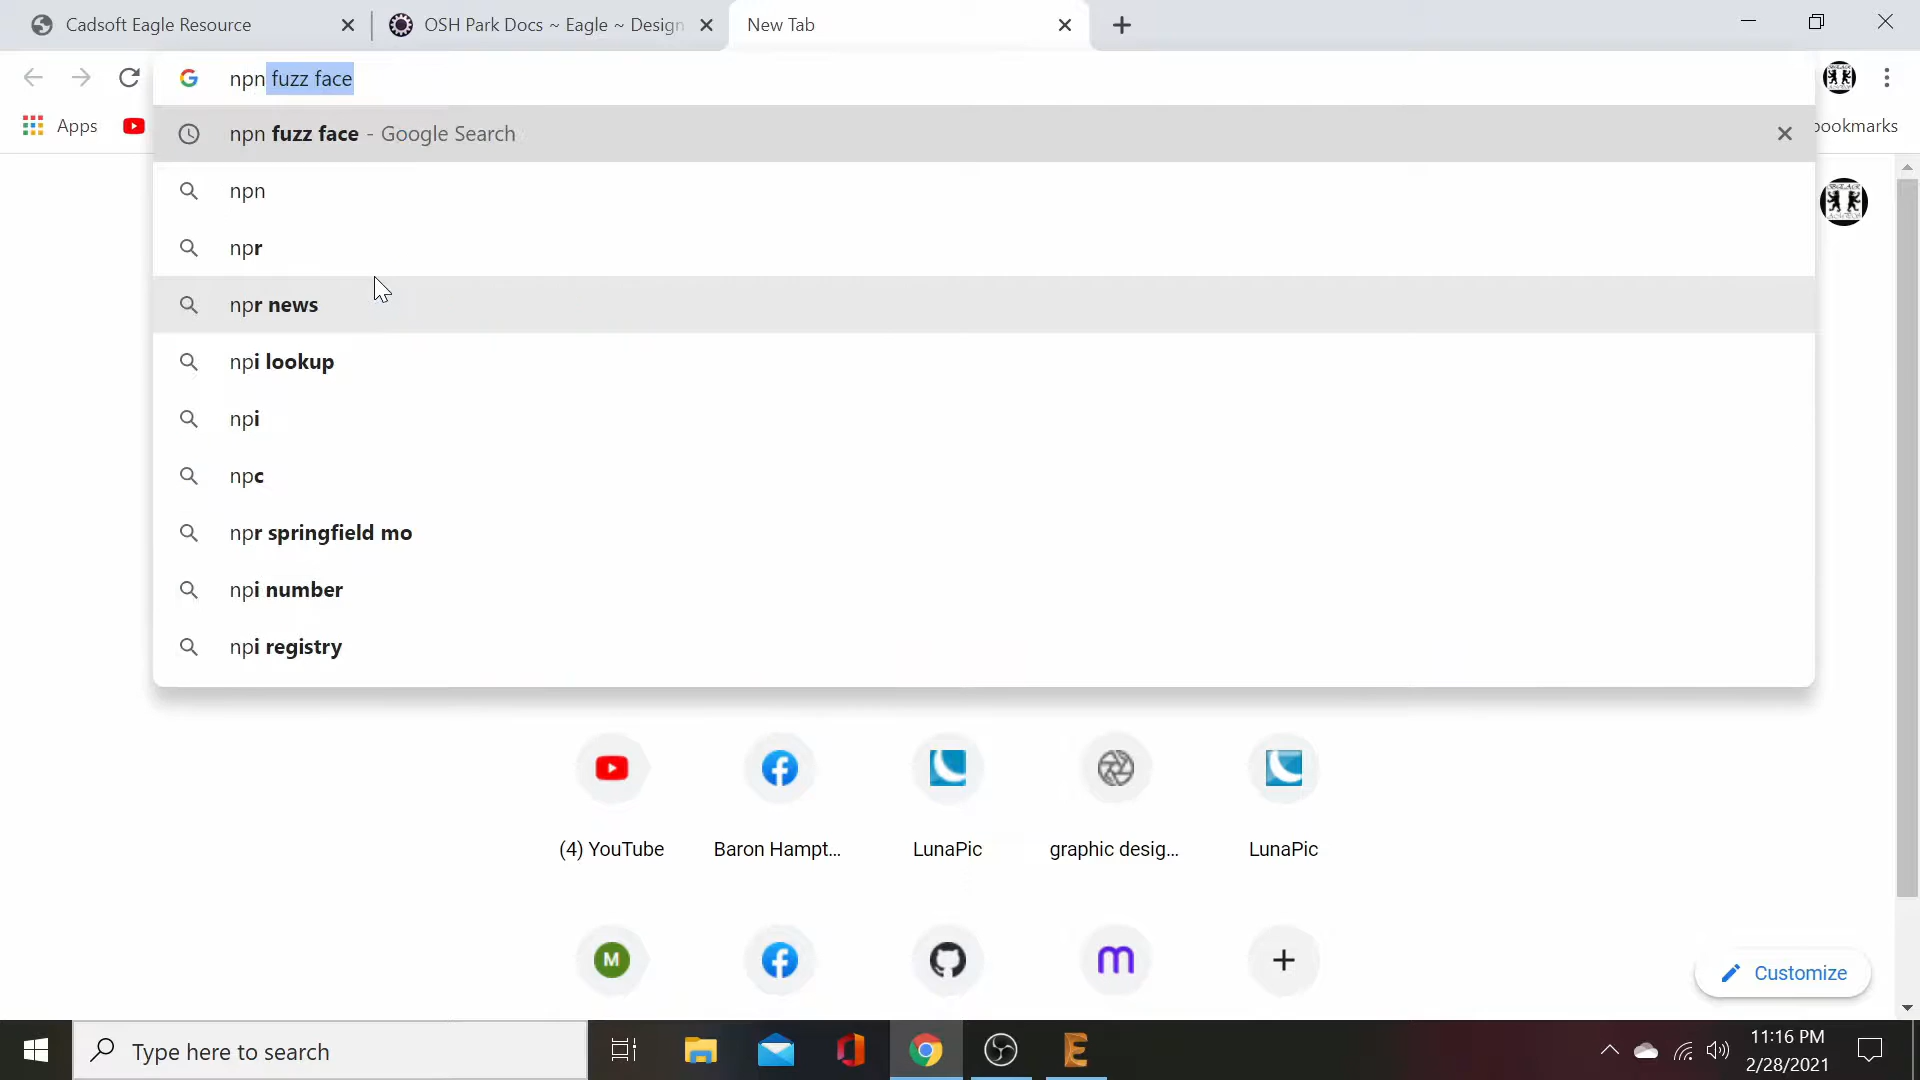 Cadsoft Eagle Resource
OSH Park Docs ~ Eagle ~ Design
New Tab
npn fuzz face
Apps
bookmarks
npn fuzz face - Google Search
npn
npr
npr news
npi lookup
npi
npc
npr springfield mo
npi number
npi registry
(4) YouTube
Baron Hampt...
LunaPic
graphic desig...
LunaPic
M
Customize
Type here to search
11:16 PM
2/28/2021